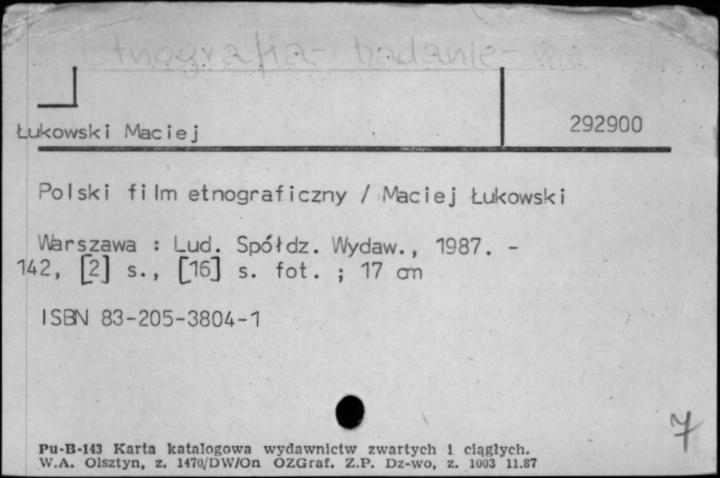 Etnografia - badanie -
Łukowski Maciej
292900
Polski film etnograficzny / Maciej Łukowski
Warszawa : Lud. Spółdz. Wydaw., 1987. -
142, [2] s., [16] s. fot. ; 17 cm
ISBN 83-205-3804-1
7
Pu-B-143 Karta katalogowa wydawnictw zwartych i ciągłych.
W.A. Olsztyn, z. 1470/DW/On OZGraf. Z.P. Dz-wo, z. 1003 11.87